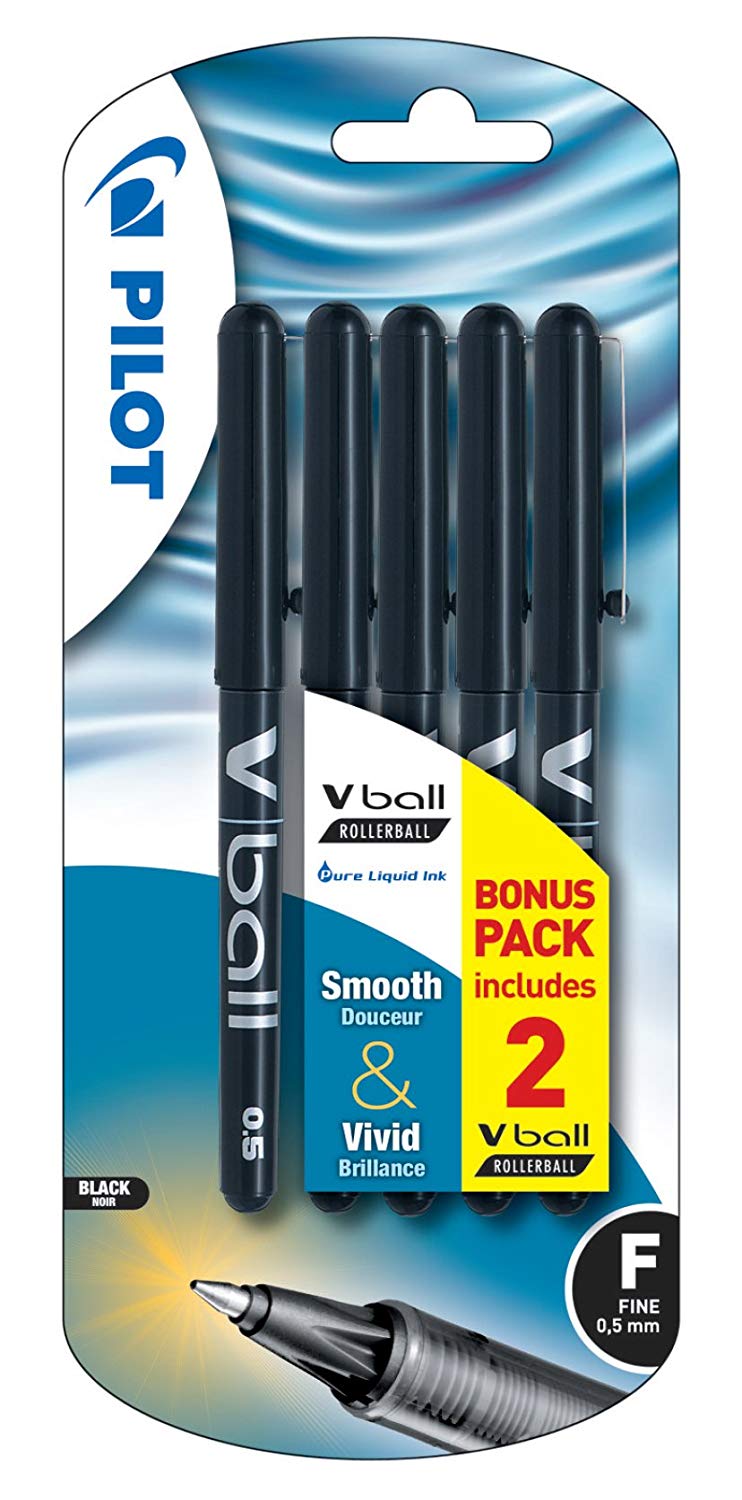 PILOT
V ball
0.5
V
V
V
V ball
ROLLERBALL
Pure Liquid Ink
Smooth
Douceur
&
Vivid
Brillance
BONUS
PACK
includes
2
V ball
ROLLERBALL
BLACK
NOIR
F
FINE
0,5 mm